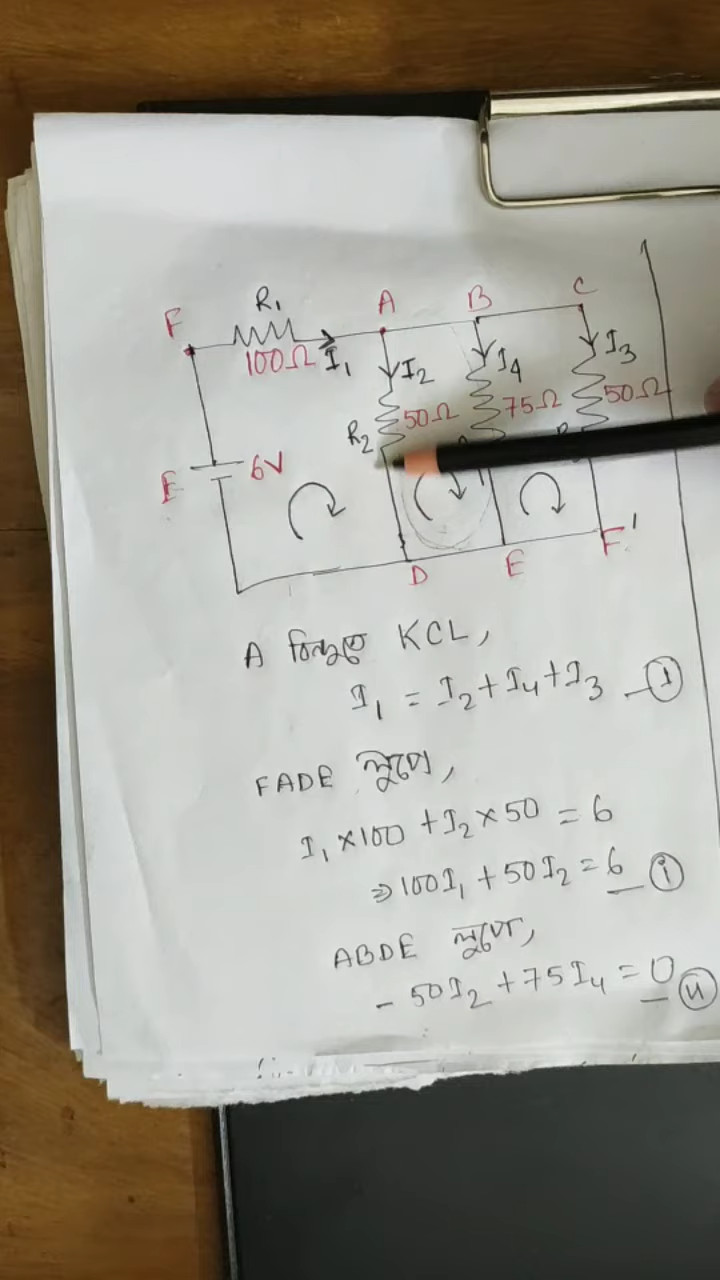 R₁
F
A
B
C
100Ω I₁
I₂
I₄
I₃
50Ω
75Ω
50Ω
R₂
E
6V
D
E
F'
A বিন্দুতে KCL,
I₁ = I₂+I₄+I₃ —①
FADE লুপে,
I₁×100 +I₂×50 = 6
⇒100I₁ + 50I₂ = 6 —ⓘ
ABDE লুপে,
- 50I₂ +75I₄ = 0 —ⓘⓘ